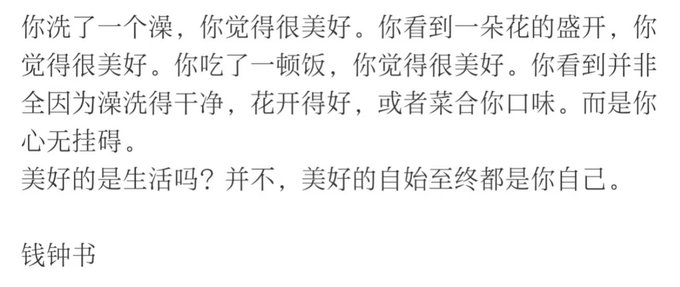 你洗了一个澡，你觉得很美好。你看到一朵花的盛开，你
觉得很美好。你吃了一顿饭，你觉得很美好。你看到并非
全因为澡洗得干净，花开得好，或者菜合你口味。而是你
心无挂碍。
美好的是生活吗？并不，美好的自始至终都是你自己。
钱钟书